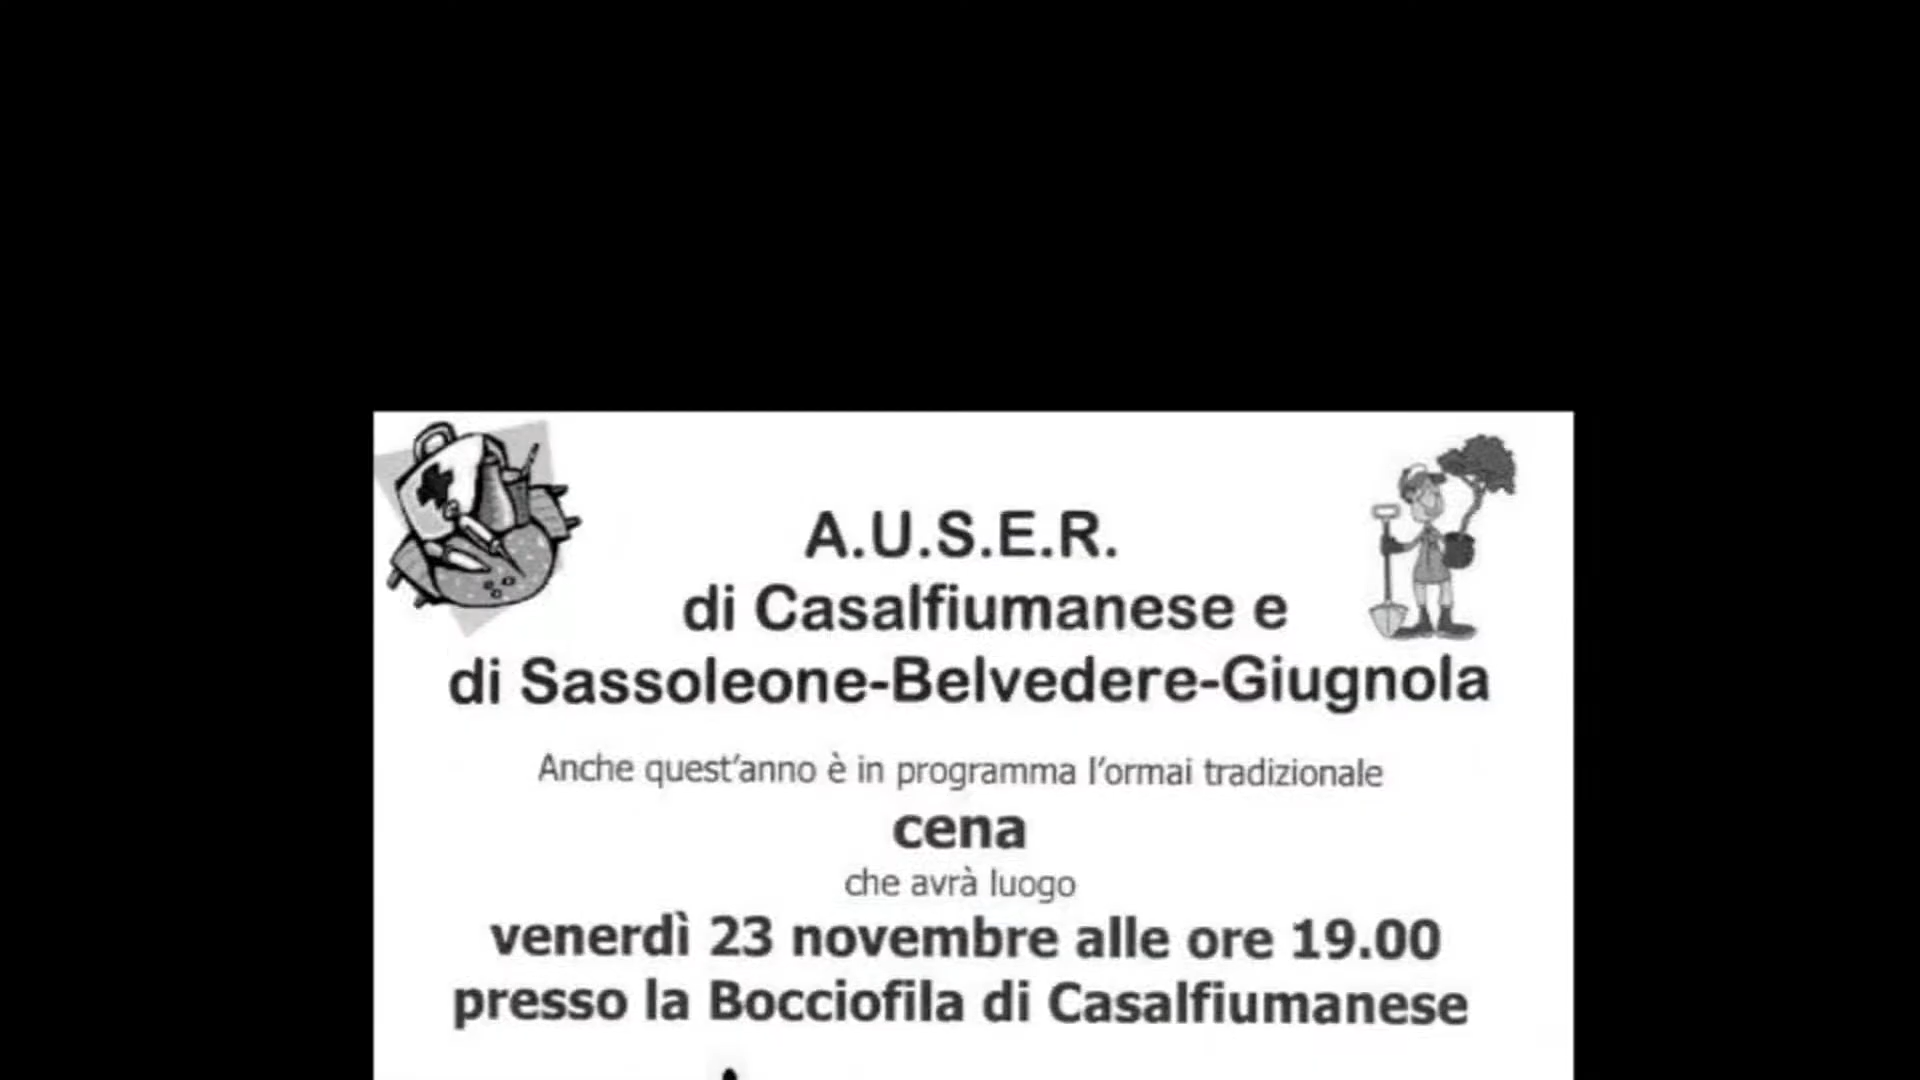 A.U.S.E.R.
di Casalfiumanese e
di Sassoleone-Belvedere-Giugnola
Anche quest'anno è in programma l'ormai tradizionale
cena
che avrà luogo
venerdì 23 novembre alle ore 19.00
presso la Bocciofila di Casalfiumanese